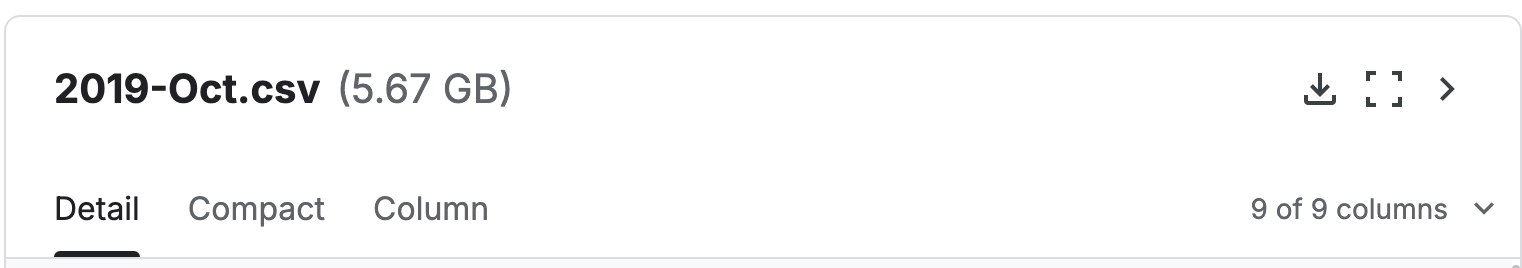 2019-Oct.csv (5.67 GB)
Detail Compact Column 9 of 9 columns